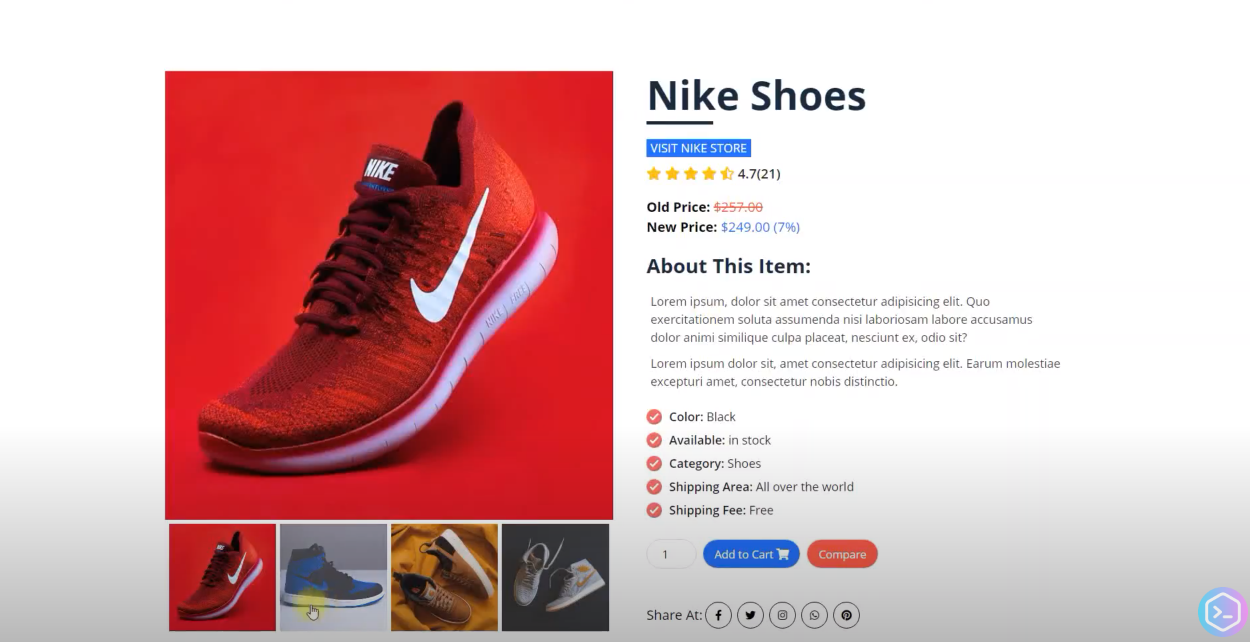 Nike Shoes
VISIT NIKE STORE
4.7(21)
Old Price: $257.00
New Price: $249.00 (7%)
About This Item:
Lorem ipsum, dolor sit amet consectetur adipisicing elit. Quo
exercitationem soluta assumenda nisi laboriosam labore accusamus
dolor animi similique culpa placeat, nesciunt ex, odio sit?
Lorem ipsum dolor sit, amet consectetur adipisicing elit. Earum molestiae
excepturi amet, consectetur nobis distinctio.
Color: Black
Available: in stock
Category: Shoes
Shipping Area: All over the world
Shipping Fee: Free
1
Add to Cart
Compare
Share At:
NIKE
NIKE FREE